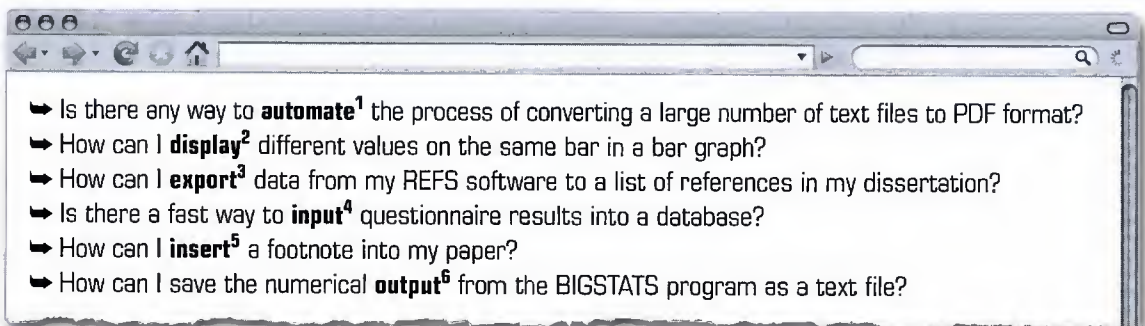 ➥ Is there any way to automate¹ the process of converting a large number of text files to PDF format?
➥ How can I display² different values on the same bar in a bar graph?
➥ How can I export³ data from my REFS software to a list of references in my dissertation?
➥ Is there a fast way to input⁴ questionnaire results into a database?
➥ How can I insert⁵ a footnote into my paper?
➥ How can I save the numerical output⁶ from the BIGSTATS program as a text file?